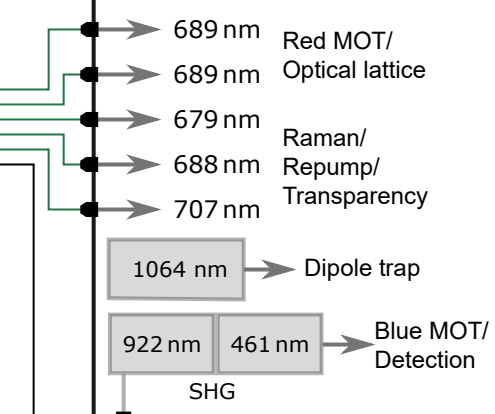 689 nm
689 nm
Red MOT/
Optical lattice
679 nm
688 nm
707 nm
Raman/
Repump/
Transparency
1064 nm
Dipole trap
922 nm
461 nm
Blue MOT/
Detection
SHG